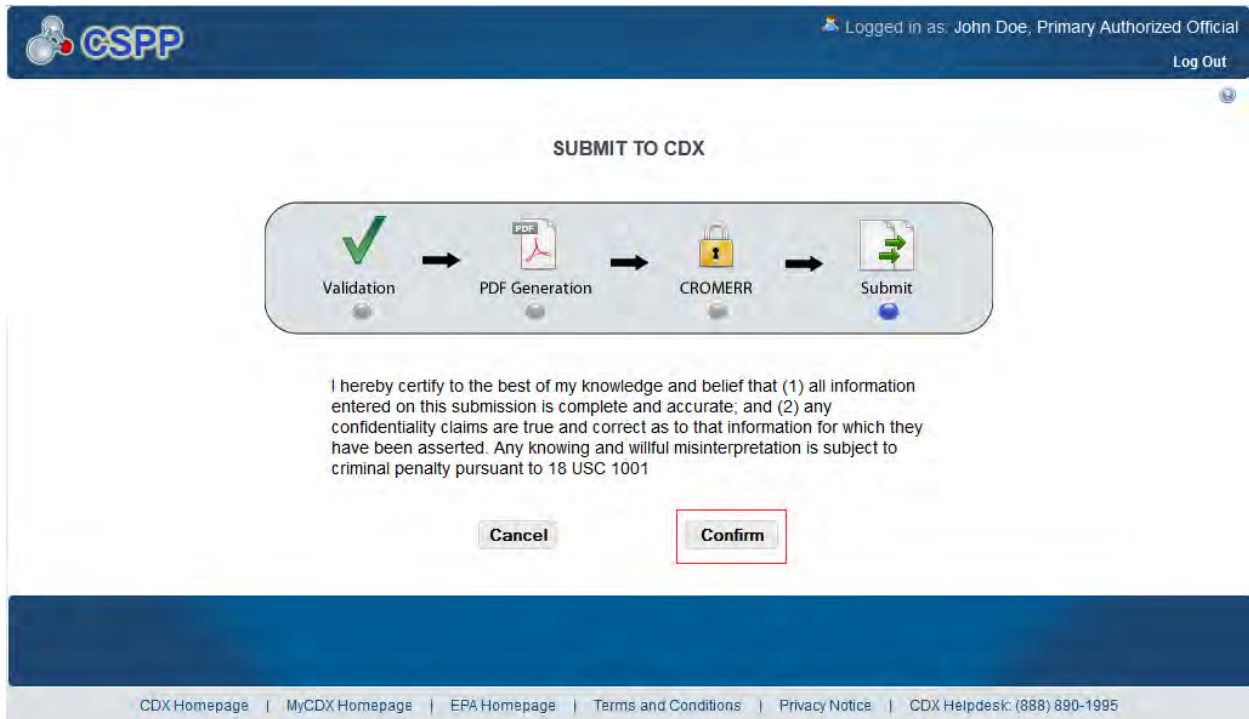 CSPP
Logged in as: John Doe, Primary Authorized Official
Log Out
SUBMIT TO CDX
PDF
Validation
PDF Generation
CROMERR
Submit
I hereby certify to the best of my knowledge and belief that (1) all information
entered on this submission is complete and accurate; and (2) any
confidentiality claims are true and correct as to that information for which they
have been asserted. Any knowing and willful misinterpretation is subject to
criminal penalty pursuant to 18 USC 1001
Cancel
Confirm
CDX Homepage | MyCDX Homepage | EPA Homepage | Terms and Conditions | Privacy Notice | CDX Helpdesk: (888) 890-1995